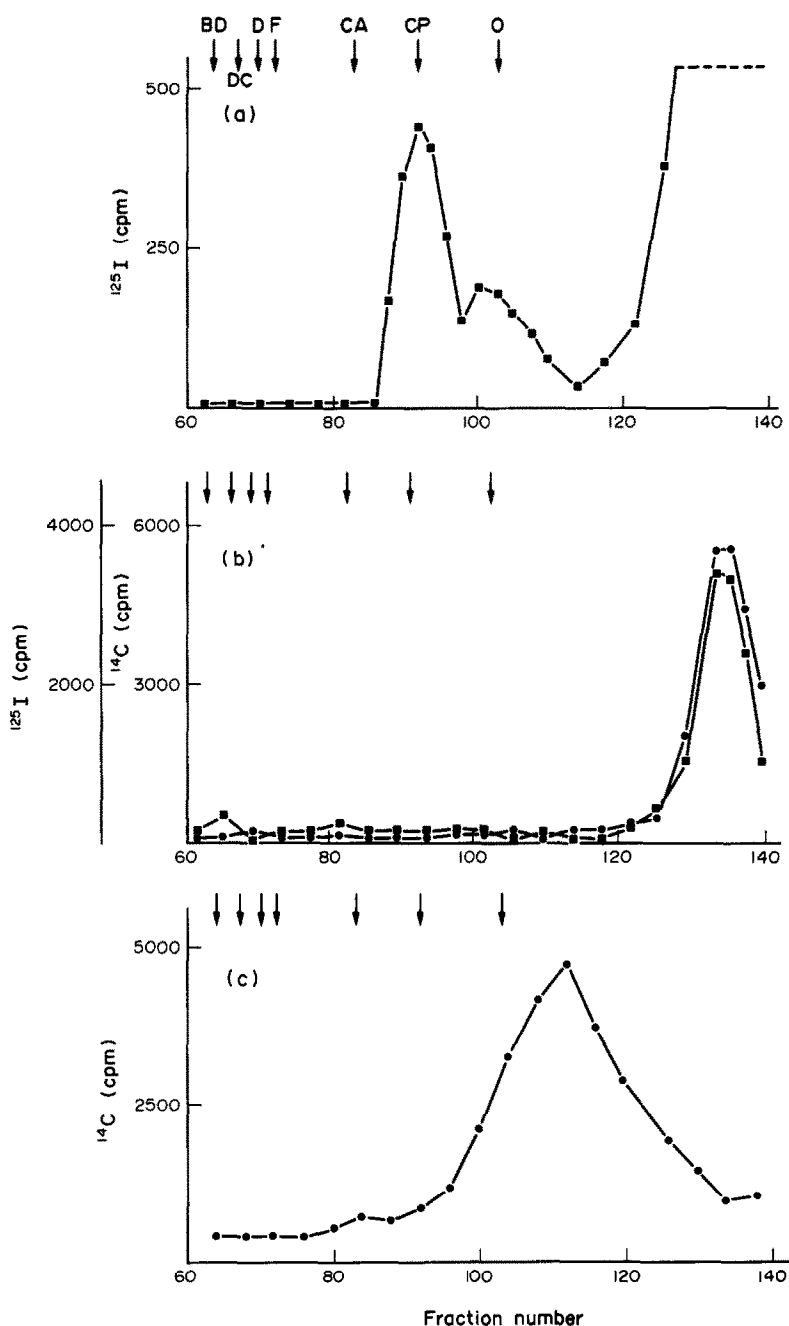 BD D F CA CP O
DC
500
(a)
250
¹²⁵I (cpm)
60 80 100 120 140
4000 6000
(b)
2000 3000
¹²⁵I (cpm)
¹⁴C (cpm)
60 80 100 120 140
5000
(c)
2500
¹⁴C (cpm)
60 80 100 120 140
Fraction number